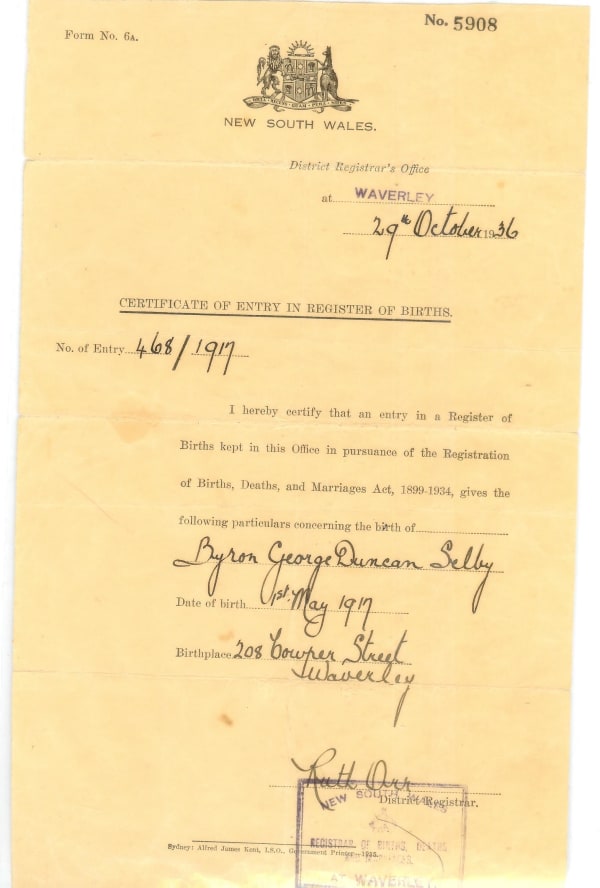 No. 5908
Form No. 6A.
NEW SOUTH WALES.
District Registrar's Office
at WAVERLEY
29th October 1936
CERTIFICATE OF ENTRY IN REGISTER OF BIRTHS.
No. of Entry 468/1917
I hereby certify that an entry in a Register of
Births kept in this Office in pursuance of the Registration
of Births, Deaths, and Marriages Act, 1899-1934, gives the
following particulars concerning the birth of
Byron George Duncan Selby
Date of birth 1st May 1917
Birthplace 208 Cowper Street
Waverley
Ruth Orr
District Registrar.
NEW SOUTH WALES
REGISTRAR OF BIRTHS, DEATHS
AT WAVERLEY.
Sydney: Alfred James Kent, I.S.O., Government Printer—1935.